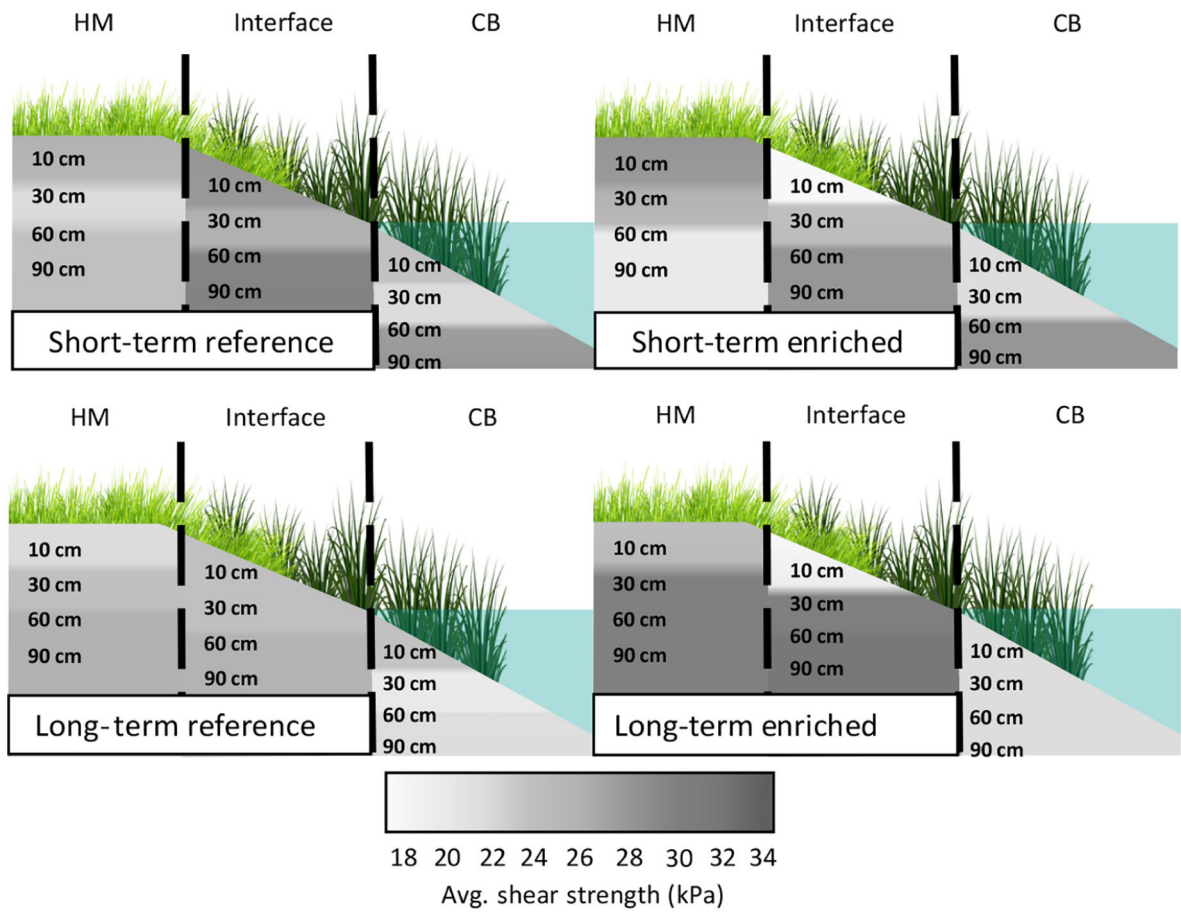 HM Interface CB
10 cm
30 cm
60 cm
90 cm
10 cm
30 cm
60 cm
90 cm
10 cm
30 cm
60 cm
90 cm
Short-term reference
HM Interface CB
10 cm
30 cm
60 cm
90 cm
10 cm
30 cm
60 cm
90 cm
10 cm
30 cm
60 cm
90 cm
Short-term enriched
HM Interface CB
10 cm
30 cm
60 cm
90 cm
10 cm
30 cm
60 cm
90 cm
10 cm
30 cm
60 cm
90 cm
Long-term reference
HM Interface CB
10 cm
30 cm
60 cm
90 cm
10 cm
30 cm
60 cm
90 cm
10 cm
30 cm
60 cm
90 cm
Long-term enriched
18 20 22 24 26 28 30 32 34
Avg. shear strength (kPa)